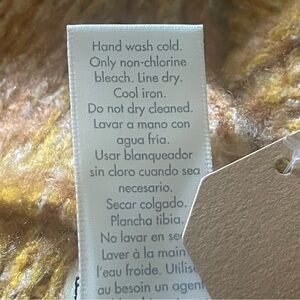 Hand wash cold.
Only non-chlorine
bleach. Line dry.
Cool iron.
Do not dry cleaned.
Lavar a mano con
agua fria.
Usar blanqueador
sin cloro cuando sea
necesario.
Secar colgado.
Plancha tibia.
No lavar en
Laver à la main
l'eau froide.
au besoin un agent